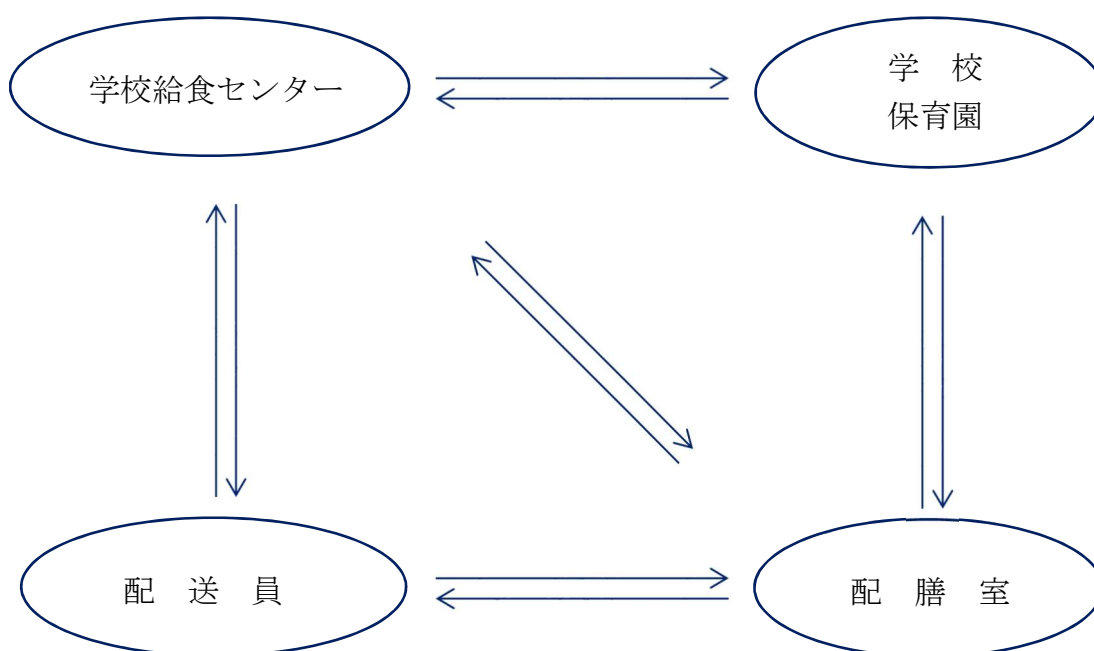 学校給食センター
学　校
保育園
配　送　員
配　膳　室